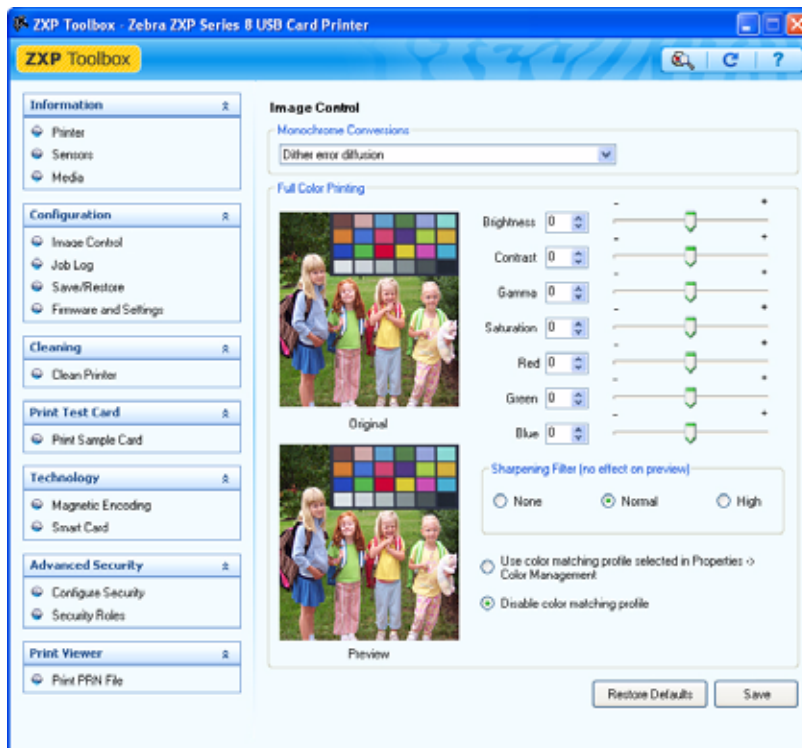 ZXP Toolbox - Zebra ZXP Series 8 USB Card Printer
ZXP Toolbox
?
Information
Printer
Sensors
Media
Configuration
Image Control
Job Log
Save/Restore
Firmware and Settings
Cleaning
Clean Printer
Print Test Card
Print Sample Card
Technology
Magnetic Encoding
Smart Card
Advanced Security
Configure Security
Security Roles
Print Viewer
Print PRN File
Image Control
Monochrome Conversions
Dither error diffusion
Full Color Printing
Original
Preview
- +
Brightness 0
- +
Contrast 0
- +
Gamma 0
- +
Saturation 0
- +
Red 0
- +
Green 0
- +
Blue 0
Sharpening Filter (no effect on preview)
None Normal High
Use color matching profile selected in Properties ->
Color Management
Disable color matching profile
Restore Defaults Save